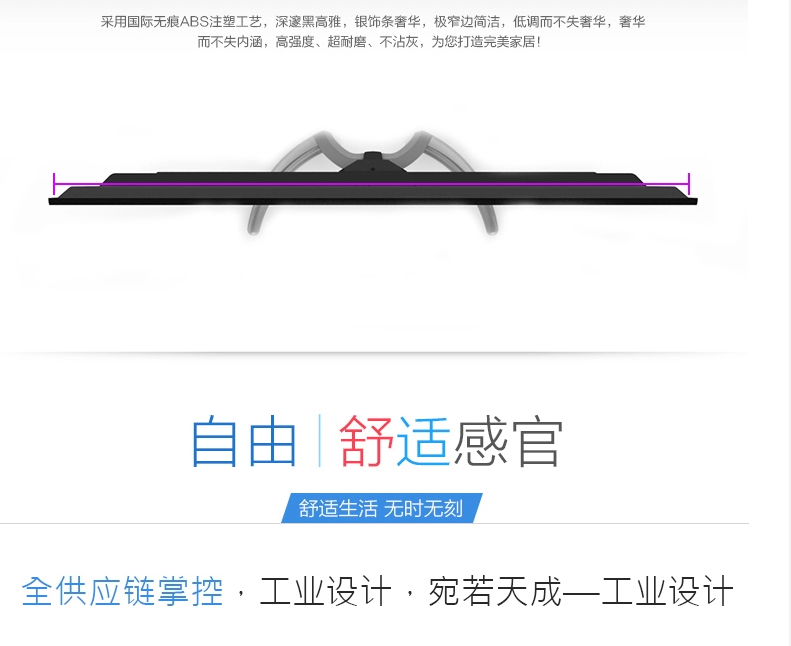 采用国际无痕ABS注塑工艺，深邃黑高雅，银饰条奢华，极窄边简洁，低调而不失奢华，奢华
而不失内涵，高强度、超耐磨、不沾灰，为您打造完美家居！
自由|舒适感官
舒适生活 无时无刻
全供应链掌控，工业设计，宛若天成—工业设计